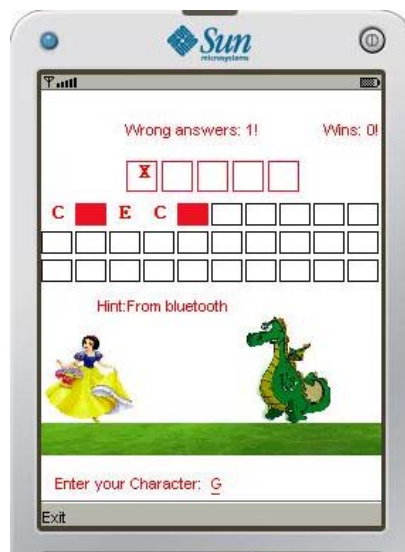 Sun
microsystems
Wrong answers: 1! Wins: 0!
X
C E C
Hint:From bluetooth
Enter your Character: G
Exit